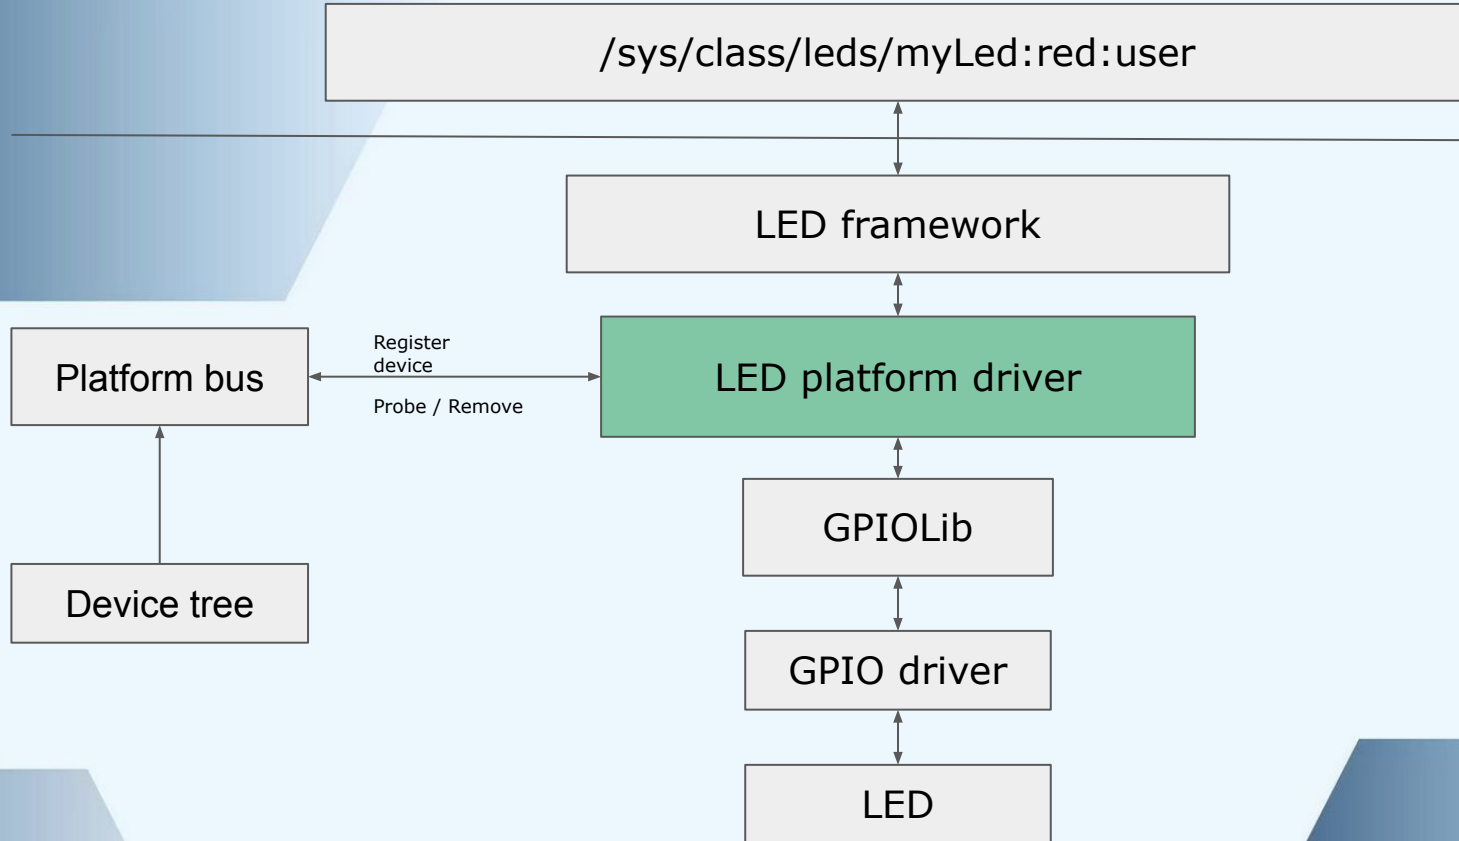 /sys/class/leds/myLed:red:user
LED framework
Platform bus
Register
device
Probe / Remove
LED platform driver
GPIOLib
Device tree
GPIO driver
LED